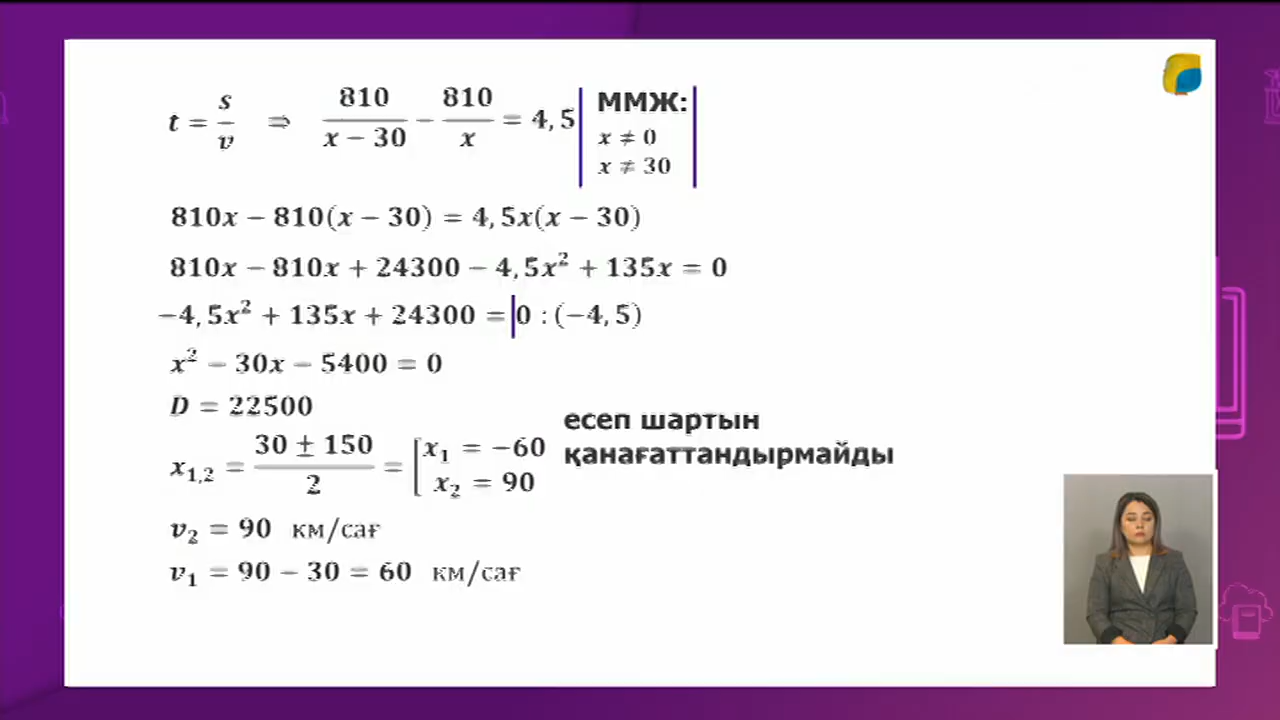 t = s/v ⇒ 810/(x − 30) − 810/x = 4,5
ММЖ:
x ≠ 0
x ≠ 30
810x − 810(x − 30) = 4,5x(x − 30)
810x − 810x + 24300 − 4,5x² + 135x = 0
−4,5x² + 135x + 24300 = |0 : (−4,5)
x² − 30x − 5400 = 0
D = 22500
x₁,₂ = (30 ± 150)/2 = [x₁ = −60
x₂ = 90
есеп шартын
қанағаттандырмайды
v₂ = 90 км/сағ
v₁ = 90 − 30 = 60 км/сағ